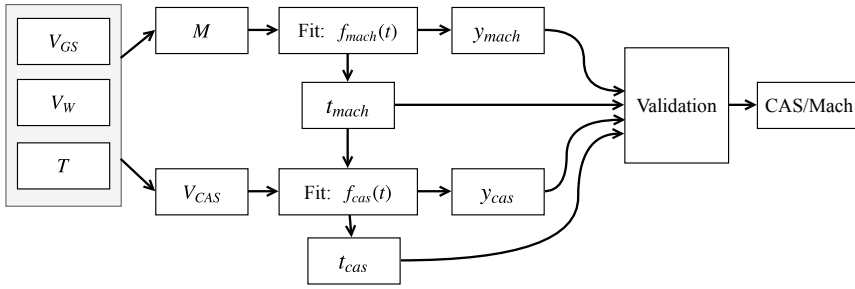 V_GS
V_W
T
M
Fit: f_mach(t)
y_mach
t_mach
V_CAS
Fit: f_cas(t)
y_cas
t_cas
Validation
CAS/Mach